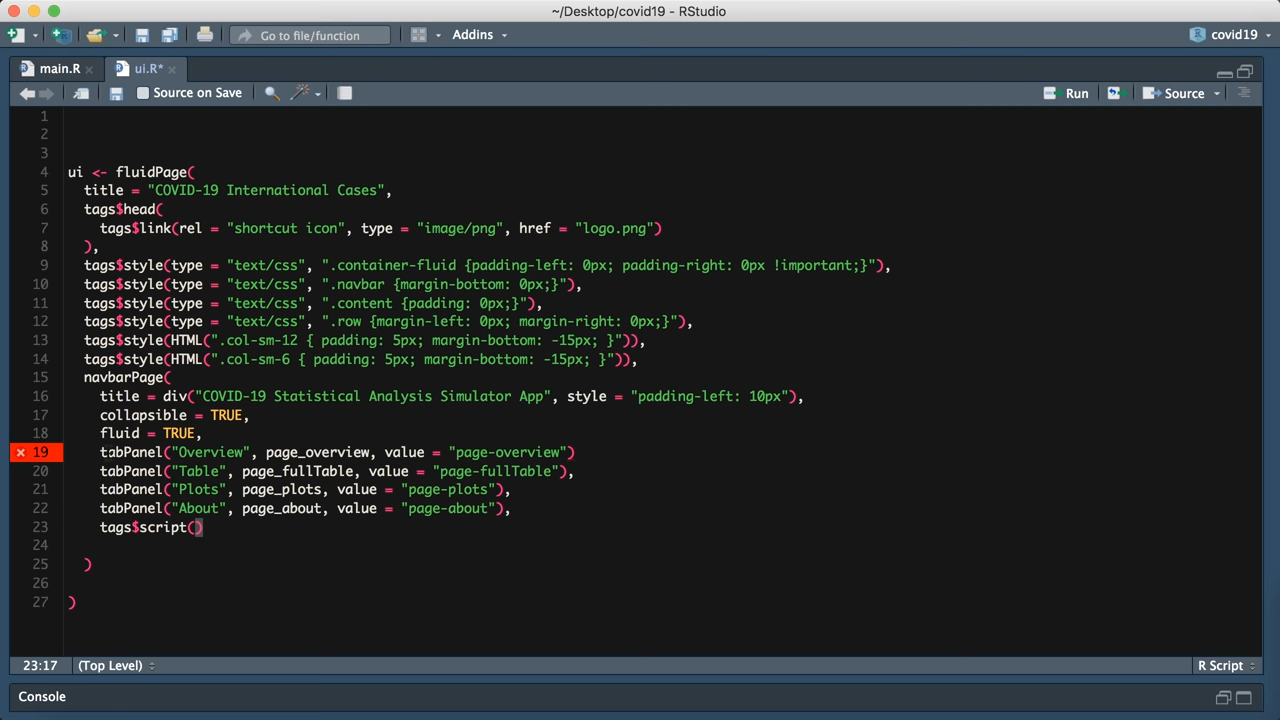 ~/Desktop/covid19 - RStudio
Go to file/function
Addins
covid19
main.R
ui.R*
Source on Save
Run
Source
1
2
3
4 ui <- fluidPage(
5 title = "COVID-19 International Cases",
6 tags$head(
7 tags$link(rel = "shortcut icon", type = "image/png", href = "logo.png")
8 ),
9 tags$style(type = "text/css", ".container-fluid {padding-left: 0px; padding-right: 0px !important;}"),
10 tags$style(type = "text/css", ".navbar {margin-bottom: 0px;}"),
11 tags$style(type = "text/css", ".content {padding: 0px;}"),
12 tags$style(type = "text/css", ".row {margin-left: 0px; margin-right: 0px;}"),
13 tags$style(HTML(".col-sm-12 { padding: 5px; margin-bottom: -15px; }")),
14 tags$style(HTML(".col-sm-6 { padding: 5px; margin-bottom: -15px; }")),
15 navbarPage(
16 title = div("COVID-19 Statistical Analysis Simulator App", style = "padding-left: 10px"),
17 collapsible = TRUE,
18 fluid = TRUE,
19 tabPanel("Overview", page_overview, value = "page-overview")
20 tabPanel("Table", page_fullTable, value = "page-fullTable"),
21 tabPanel("Plots", page_plots, value = "page-plots"),
22 tabPanel("About", page_about, value = "page-about"),
23 tags$script()
24
25 )
26
27 )
23:17
(Top Level)
R Script
Console